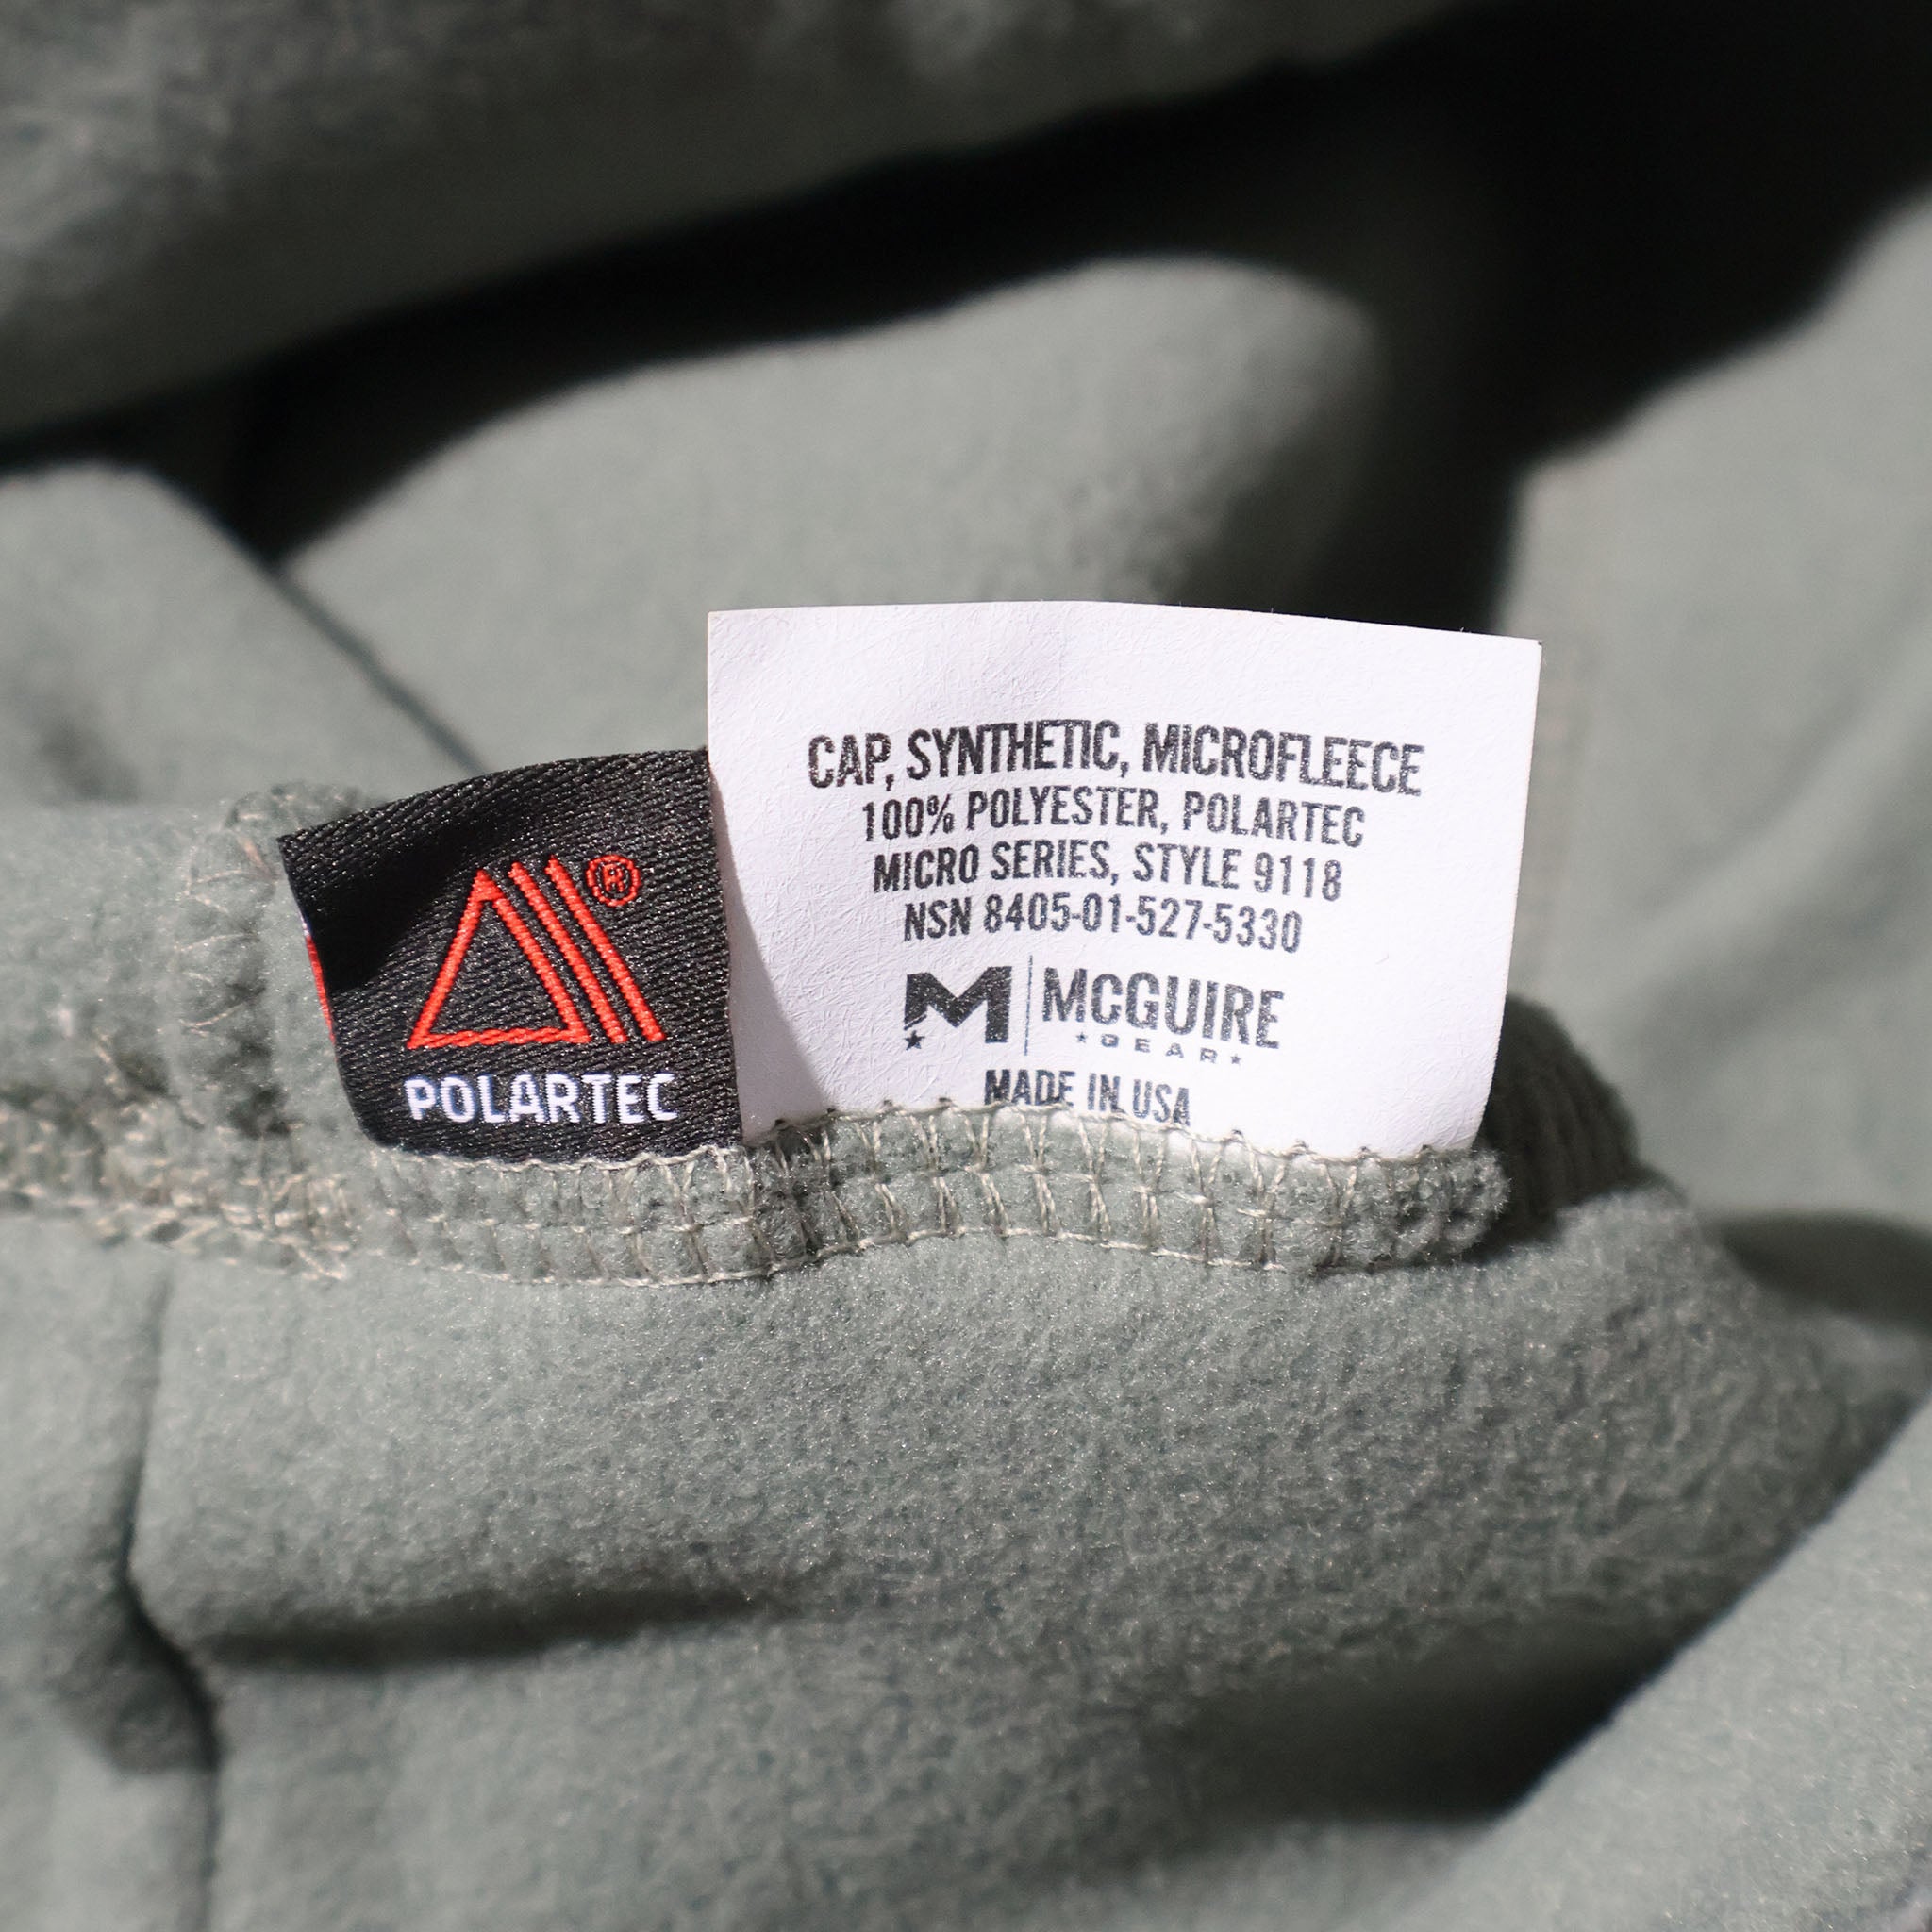 ®
POLARTEC
CAP, SYNTHETIC, MICROFLEECE
100% POLYESTER, POLARTEC
MICRO SERIES, STYLE 9118
NSN 8405-01-527-5330
M MCGUIRE
GEAR
MADE IN USA